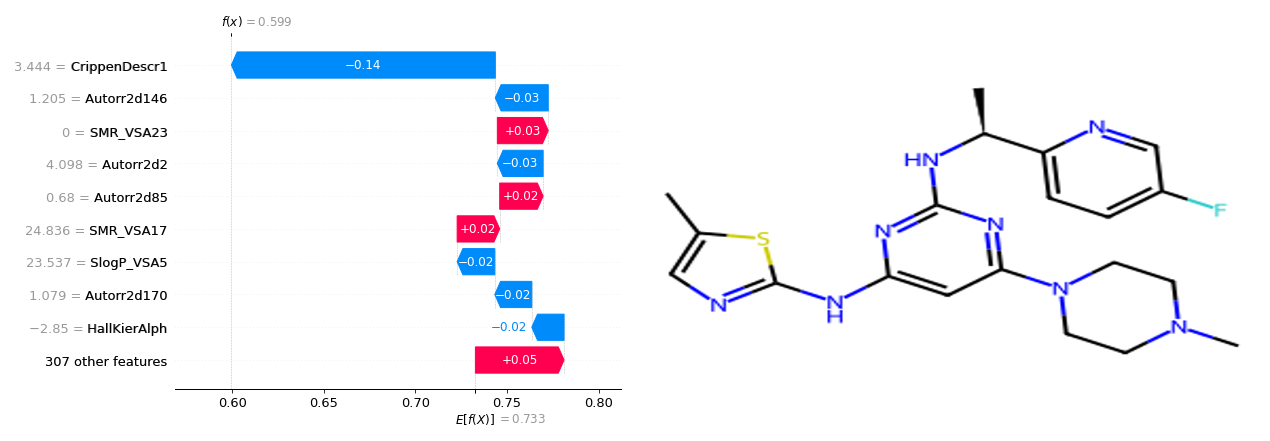 f(x) = 0.599
3.444 = CrippenDescr1
−0.14
1.205 = Autorr2d146
−0.03
0 = SMR_VSA23
+0.03
4.098 = Autorr2d2
−0.03
0.68 = Autorr2d85
+0.02
24.836 = SMR_VSA17
+0.02
23.537 = SlogP_VSA5
−0.02
1.079 = Autorr2d170
−0.02
−2.85 = HallKierAlph
−0.02
307 other features
+0.05
0.60 0.65 0.70 0.75 0.80
E[f(X)] = 0.733
N
HN
F
N
N
S
N
N
H
N
N